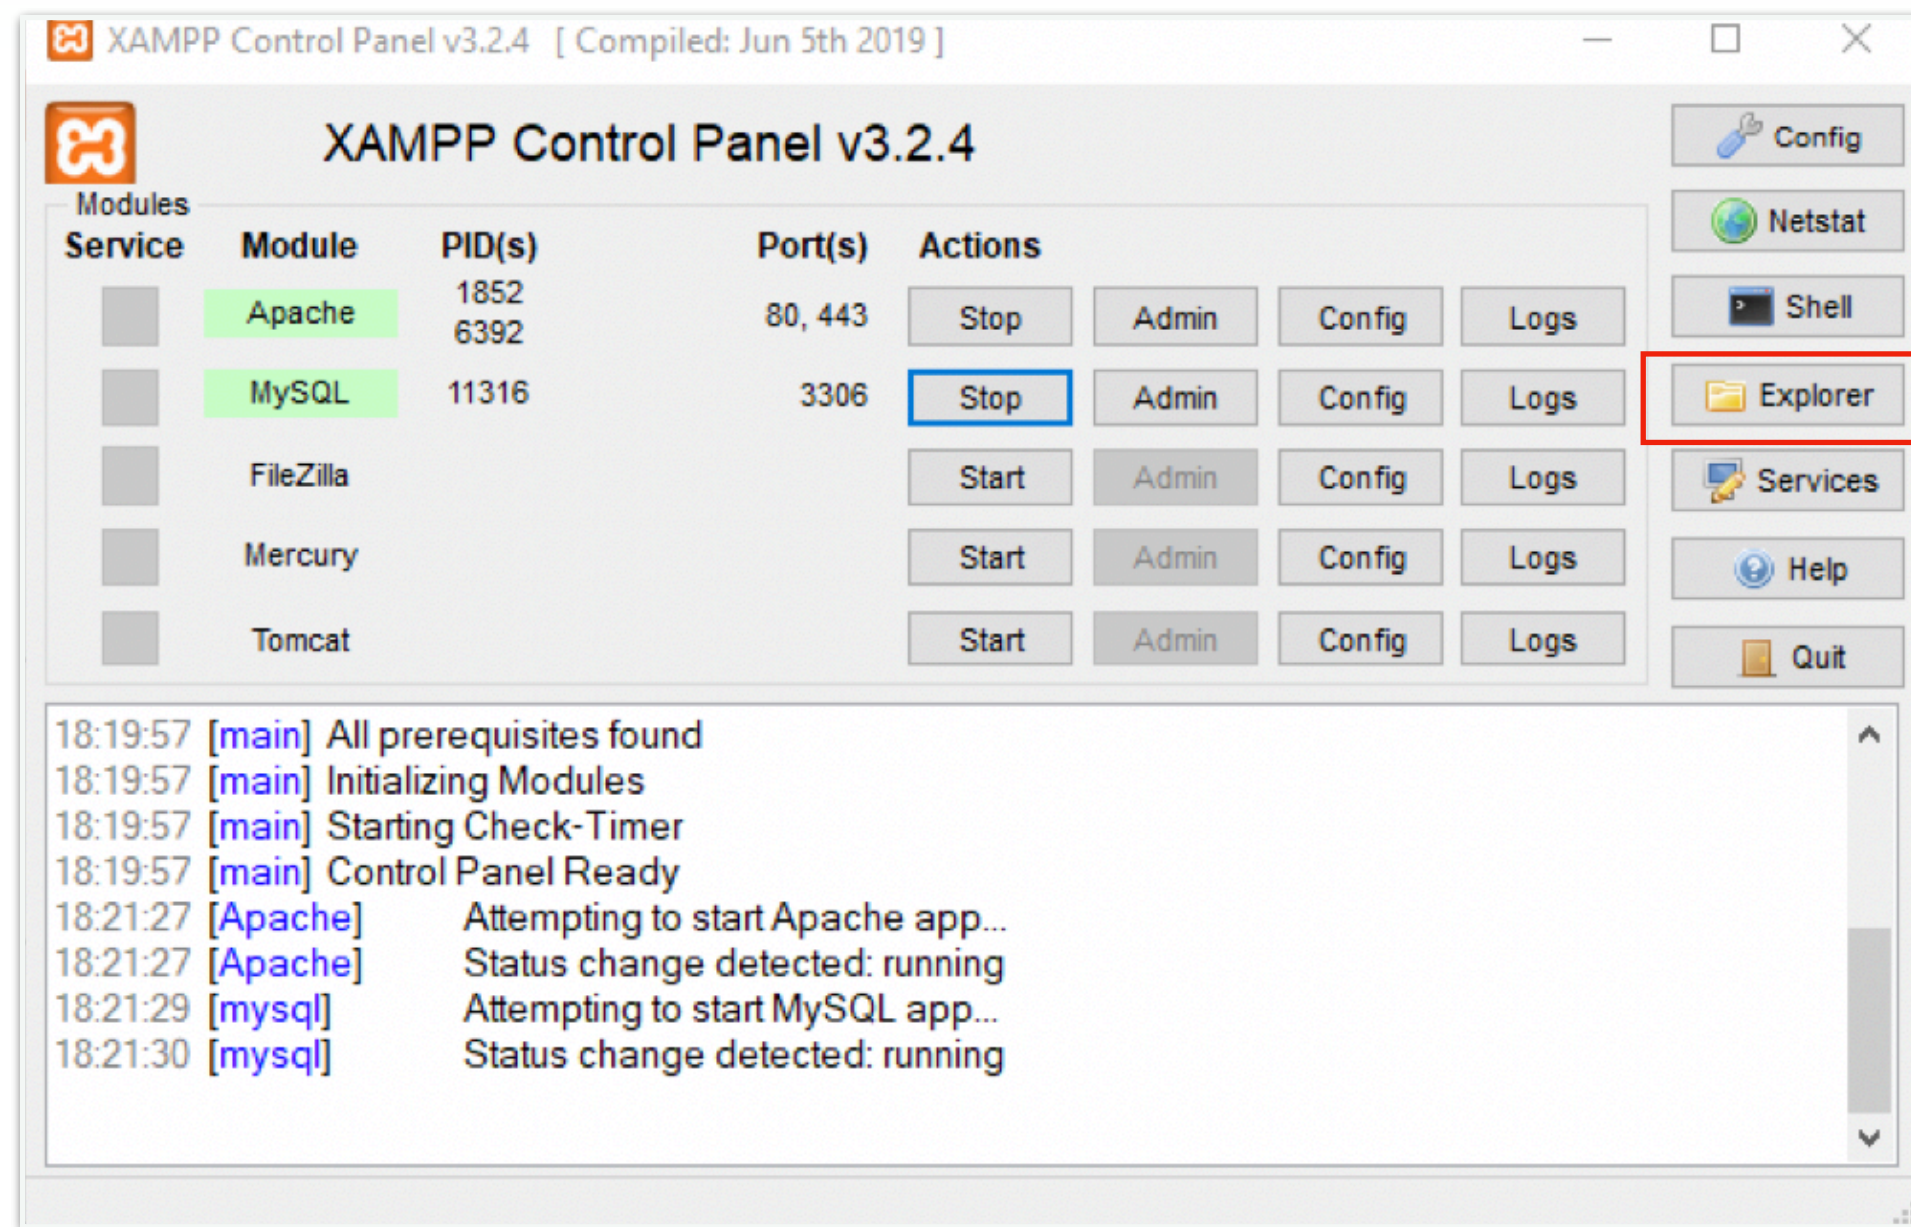 XAMPP Control Panel v3.2.4 [ Compiled: Jun 5th 2019 ]
XAMPP Control Panel v3.2.4
Modules
Service Module PID(s) Port(s) Actions
Apache 1852 6392 80, 443 Stop Admin Config Logs
MySQL 11316 3306 Stop Admin Config Logs
FileZilla Start Admin Config Logs
Mercury Start Admin Config Logs
Tomcat Start Admin Config Logs
Config
Netstat
Shell
Explorer
Services
Help
Quit
18:19:57 [main] All prerequisites found
18:19:57 [main] Initializing Modules
18:19:57 [main] Starting Check-Timer
18:19:57 [main] Control Panel Ready
18:21:27 [Apache] Attempting to start Apache app...
18:21:27 [Apache] Status change detected: running
18:21:29 [mysql] Attempting to start MySQL app...
18:21:30 [mysql] Status change detected: running